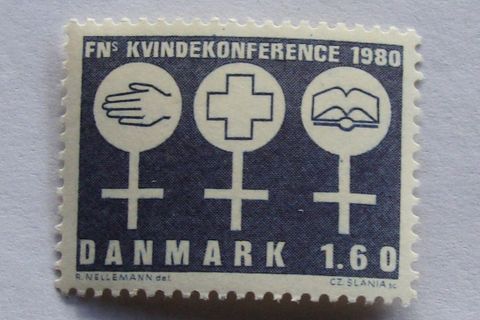 FNs KVINDEKONFERENCE 1980
DANMARK 1.60
R. NELLEMANN del. CZ. SLANIA sc